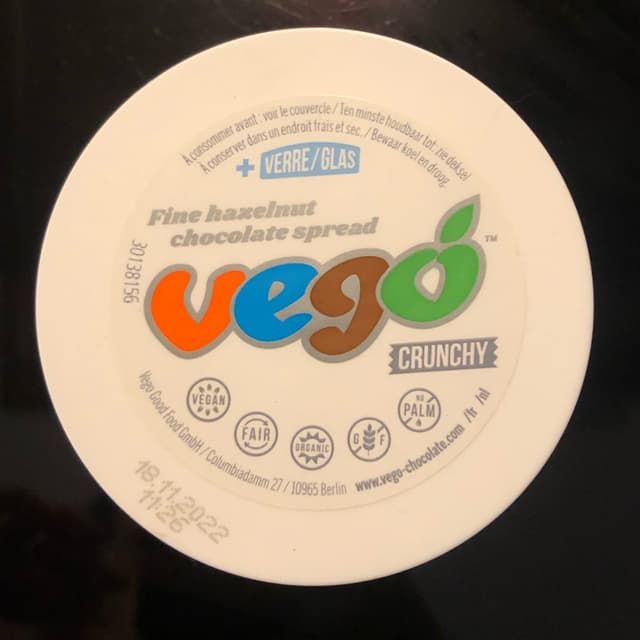 À consommer avant: voir le couvercle / Ten minste houdbaar tot: zie deksel
À conserver dans un endroit frais et sec. / Bewaar koel en droog.
+ VERRE/GLAS
Fine hazelnut
chocolate spread
30138156
vego™
CRUNCHY
VEGAN
FAIR
ORGANIC
G F
NO
PALM
Vego Good Food GmbH / Columbiadamm 27 / 10965 Berlin www.vego-chocolate.com /fr /nl
18.11.2022
11:26